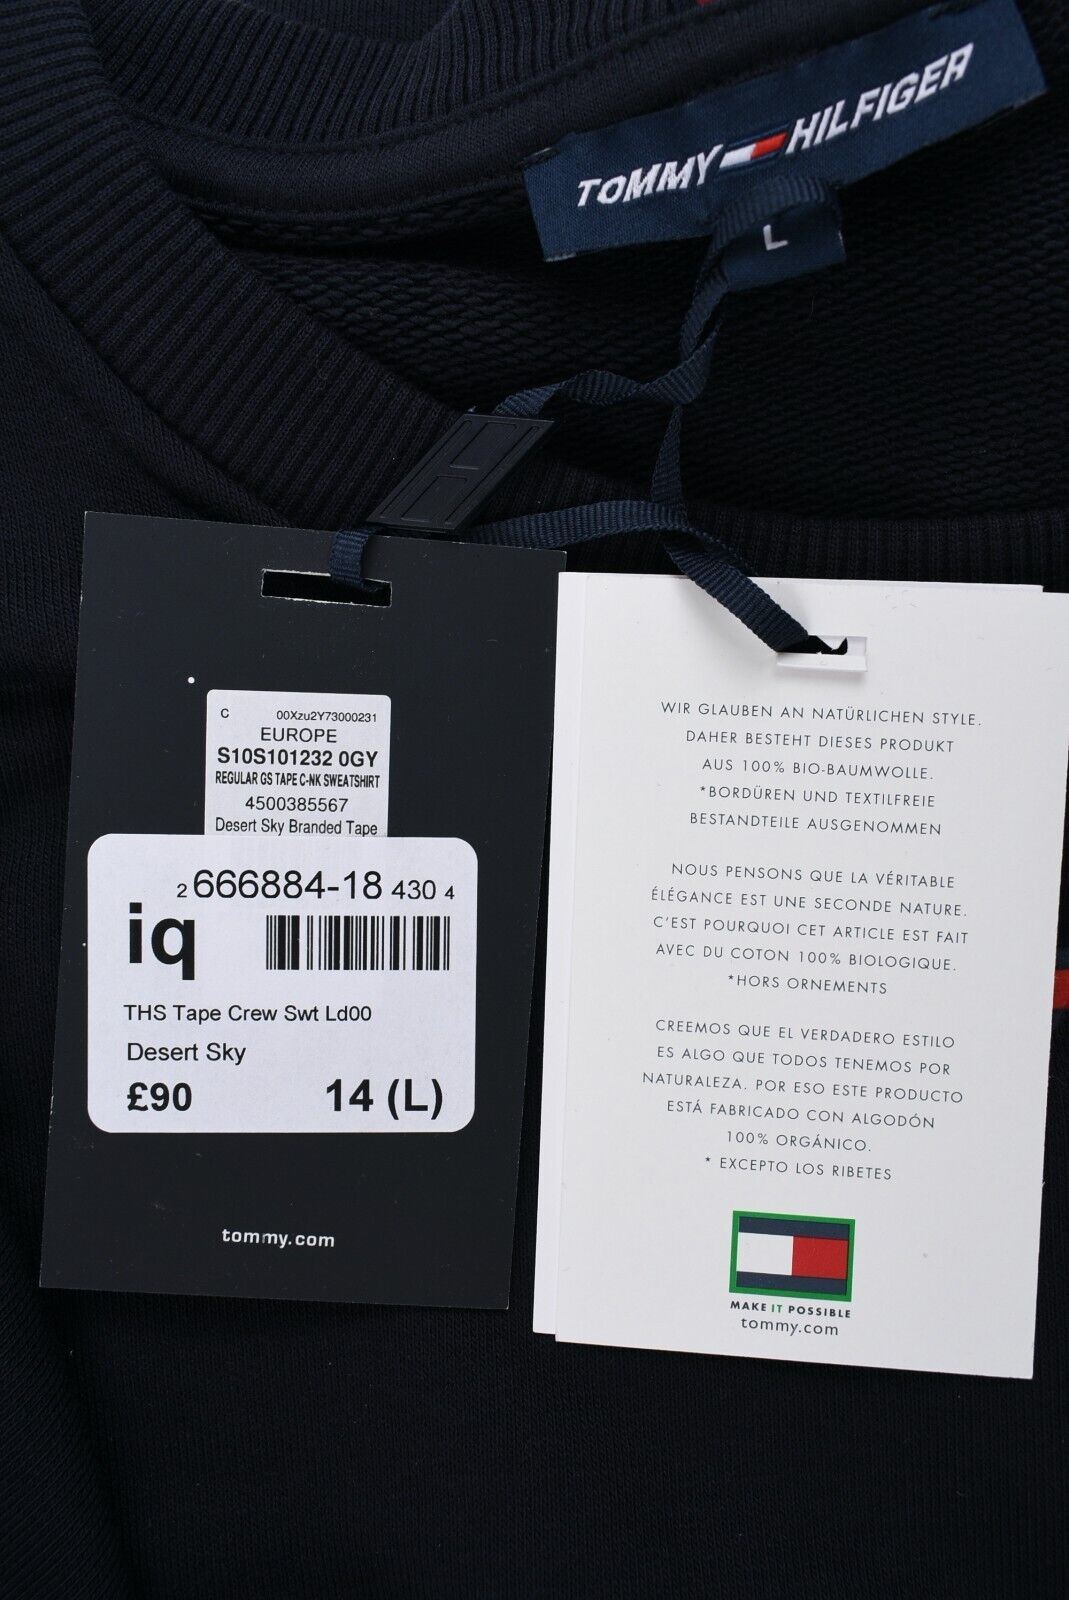 TOMMY HILFIGER
L
C 00Xzu2Y73000231
EUROPE
S10S101232 0GY
REGULAR GS TAPE C-NK SWEATSHIRT
4500385567
Desert Sky Branded Tape
2 666884-18 430 4
iq
THS Tape Crew Swt Ld00
Desert Sky
£90 14 (L)
tommy.com
WIR GLAUBEN AN NATÜRLICHEN STYLE.
DAHER BESTEHT DIESES PRODUKT
AUS 100% BIO-BAUMWOLLE.
*BORDÜREN UND TEXTILFREIE
BESTANDTEILE AUSGENOMMEN
NOUS PENSONS QUE LA VÉRITABLE
ÉLÉGANCE EST UNE SECONDE NATURE.
C'EST POURQUOI CET ARTICLE EST FAIT
AVEC DU COTON 100% BIOLOGIQUE.
*HORS ORNEMENTS
CREEMOS QUE EL VERDADERO ESTILO
ES ALGO QUE TODOS TENEMOS POR
NATURALEZA. POR ESO ESTE PRODUCTO
ESTÁ FABRICADO CON ALGODÓN
100% ORGÁNICO.
* EXCEPTO LOS RIBETES
MAKE IT POSSIBLE
tommy.com